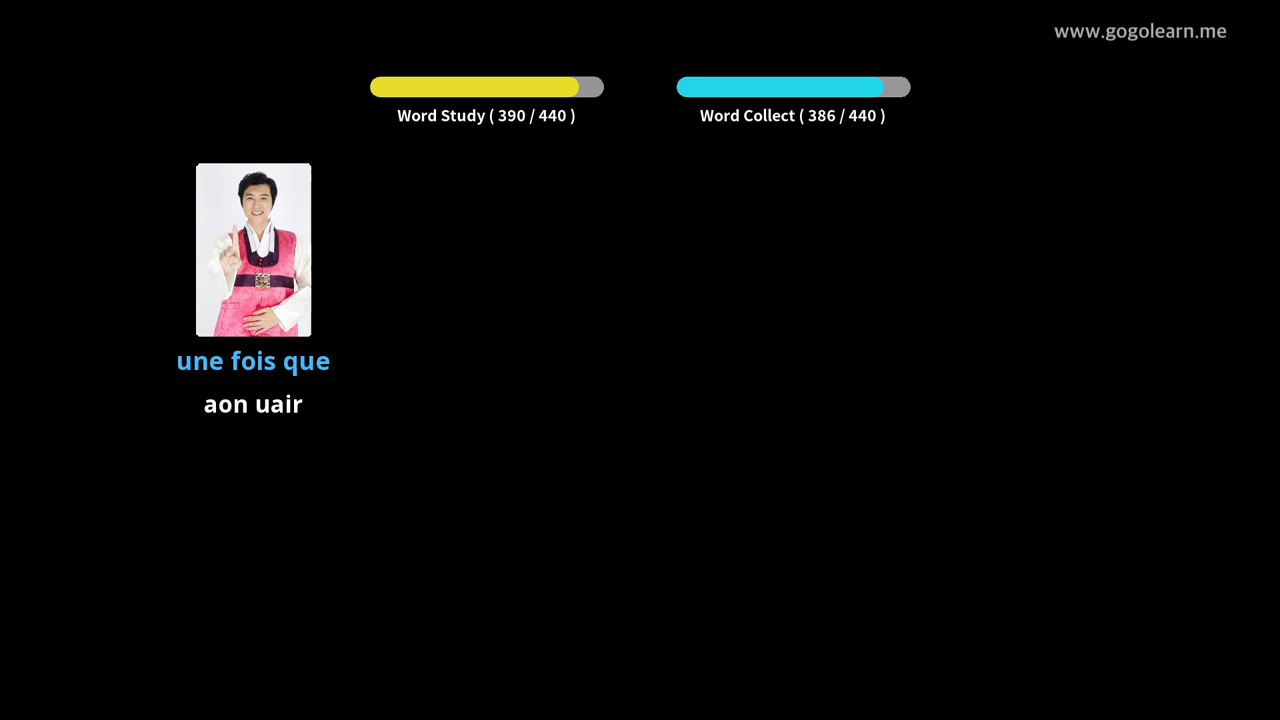 www.gogolearn.me
Word Study ( 390 / 440 )
Word Collect ( 386 / 440 )
une fois que
aon uair